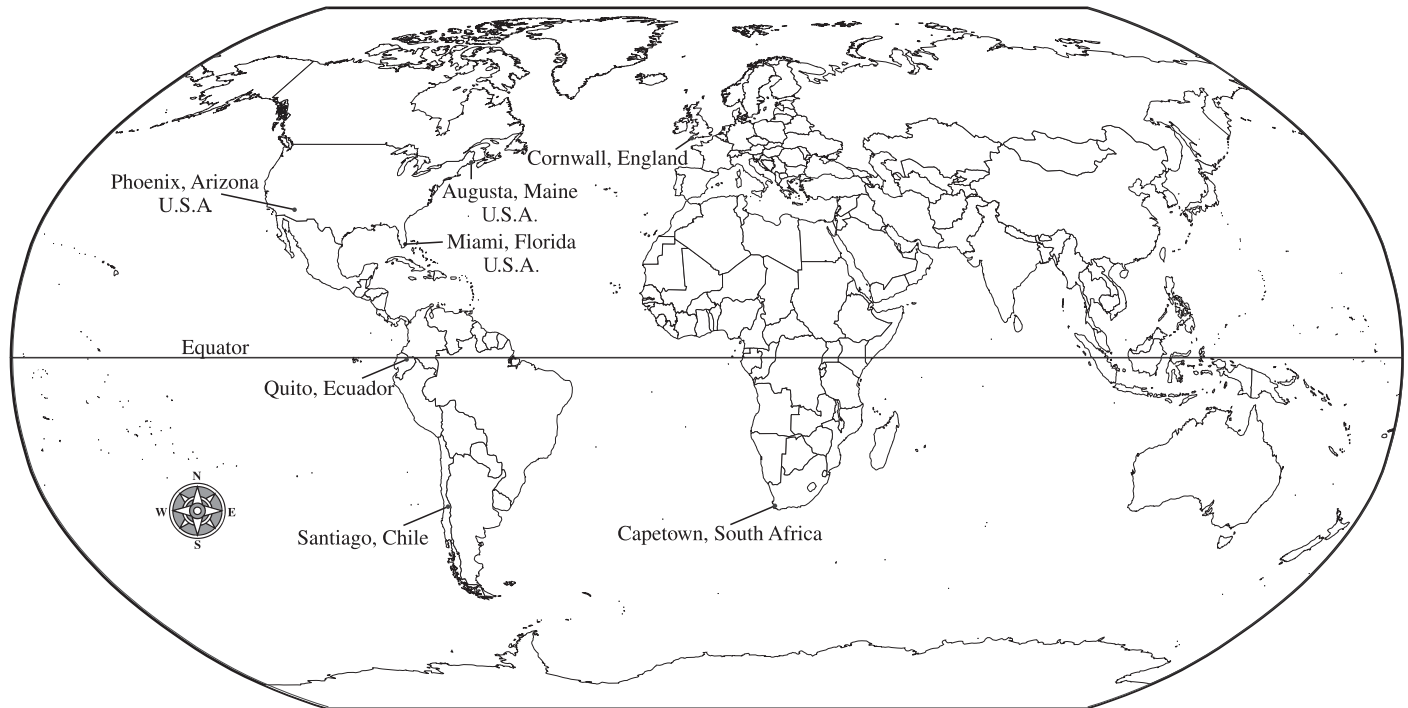 Cornwall, England
Phoenix, Arizona
U.S.A
Augusta, Maine
U.S.A.
Miami, Florida
U.S.A.
Equator
Quito, Ecuador
N
W
E
S
Santiago, Chile
Capetown, South Africa